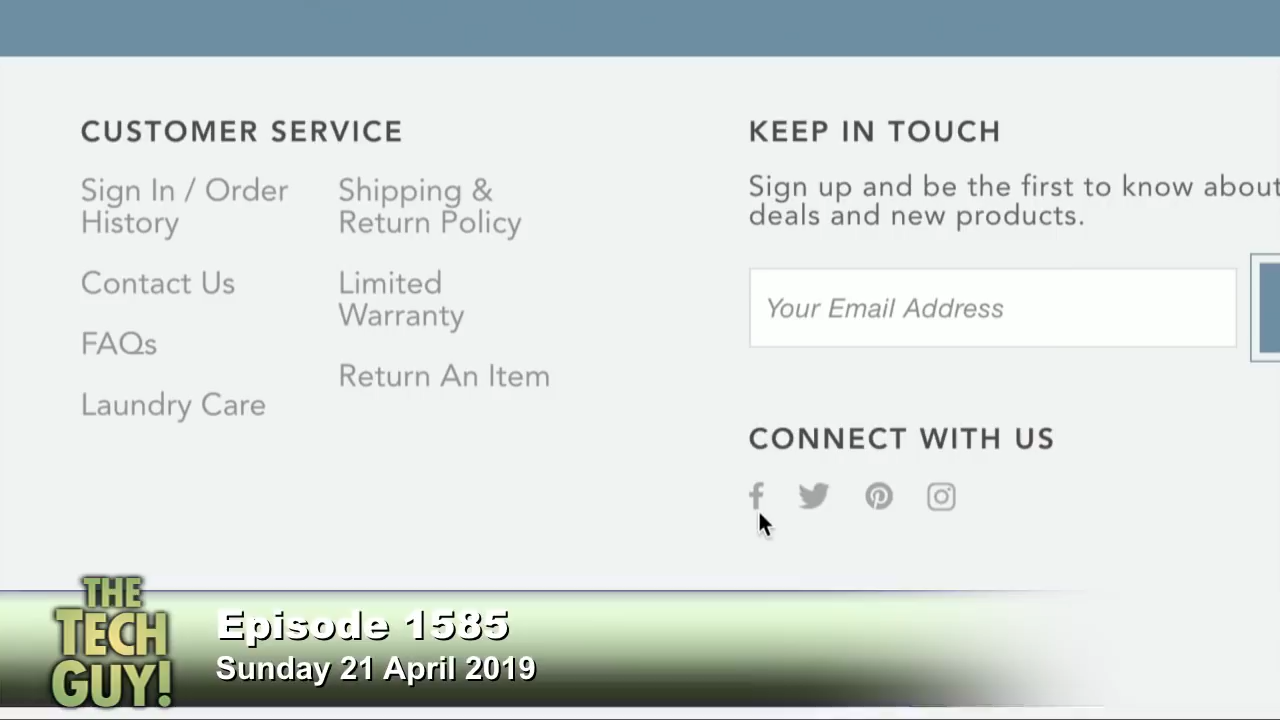 CUSTOMER SERVICE
Sign In / Order
History
Contact Us
FAQs
Laundry Care
Shipping &
Return Policy
Limited
Warranty
Return An Item
KEEP IN TOUCH
Sign up and be the first to know about
deals and new products.
Your Email Address
CONNECT WITH US
THE
TECH
GUY!
Episode 1585
Sunday 21 April 2019